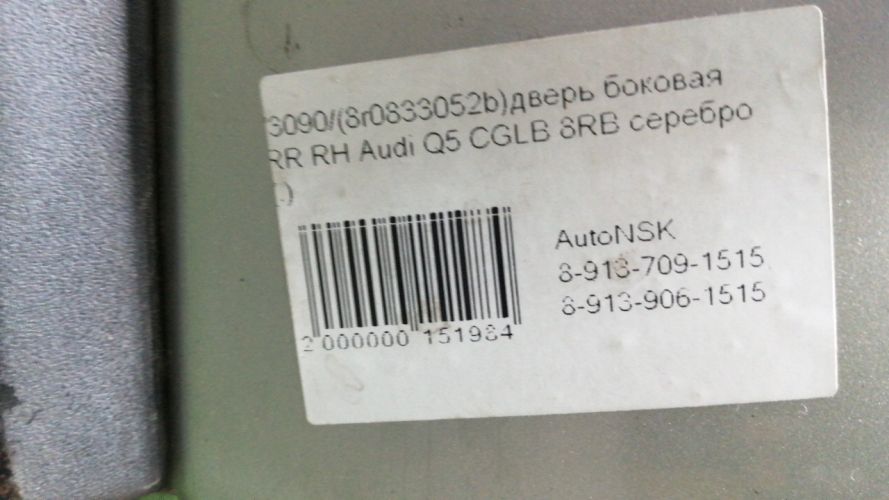 3090/(8r0833052b)дверь боковая
RR RH Audi Q5 CGLB 8RB серебро
)
AutoNSK
8-913-709-1515
8-913-906-1515
2 000000 151984